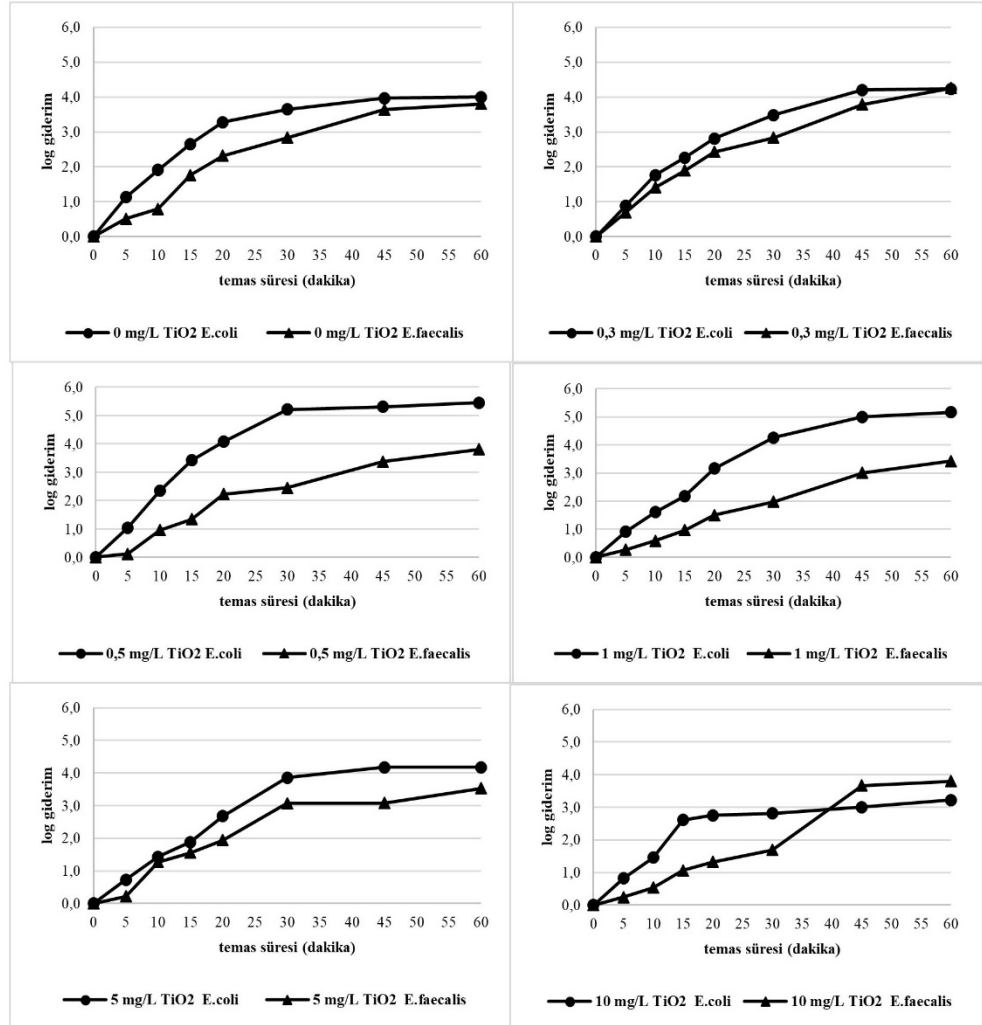 6,0
5,0
4,0
3,0
2,0
1,0
0,0
log giderim
0 5 10 15 20 25 30 35 40 45 50 55 60
temas süresi (dakika)
0 mg/L TiO2 E.coli 0 mg/L TiO2 E.faecalis
6,0
5,0
4,0
3,0
2,0
1,0
0,0
log giderim
0 5 10 15 20 25 30 35 40 45 50 55 60
temas süresi (dakika)
0,3 mg/L TiO2 E.coli 0,3 mg/L TiO2 E.faecalis
6,0
5,0
4,0
3,0
2,0
1,0
0,0
log giderim
0 5 10 15 20 25 30 35 40 45 50 55 60
temas süresi (dakika)
0,5 mg/L TiO2 E.coli 0,5 mg/L TiO2 E.faecalis
6,0
5,0
4,0
3,0
2,0
1,0
0,0
log giderim
0 5 10 15 20 25 30 35 40 45 50 55 60
temas süresi (dakika)
1 mg/L TiO2 E.coli 1 mg/L TiO2 E.faecalis
6,0
5,0
4,0
3,0
2,0
1,0
0,0
log giderim
0 5 10 15 20 25 30 35 40 45 50 55 60
temas süresi (dakika)
5 mg/L TiO2 E.coli 5 mg/L TiO2 E.faecalis
6,0
5,0
4,0
3,0
2,0
1,0
0,0
log giderim
0 5 10 15 20 25 30 35 40 45 50 55 60
temas süresi (dakika)
10 mg/L TiO2 E.coli 10 mg/L TiO2 E.faecalis